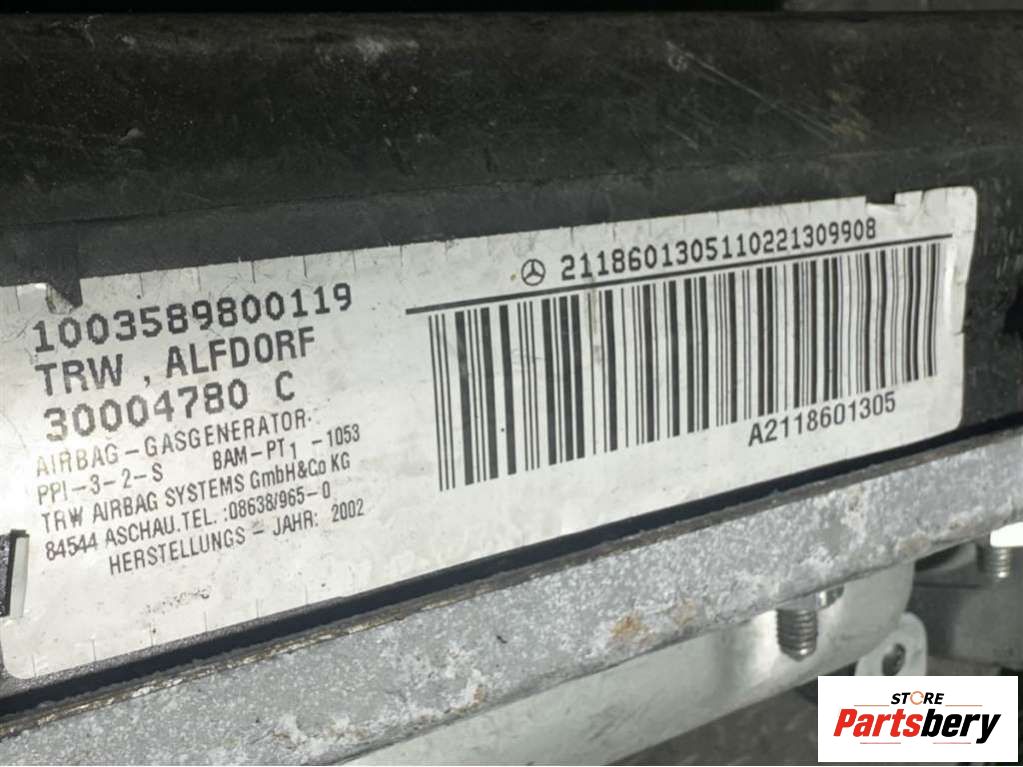 1003589800119
TRW , ALFDORF
30004780 C
AIRBAG-GASGENERATOR:
PPI-3-2-S BAM-PT1 -1053
TRW AIRBAG SYSTEMS GmbH&Co KG
84544 ASCHAU.TEL.:08638/965-0
HERSTELLUNGS - JAHR: 2002
2118601305110221309908
A2118601305
STORE
Partsbery